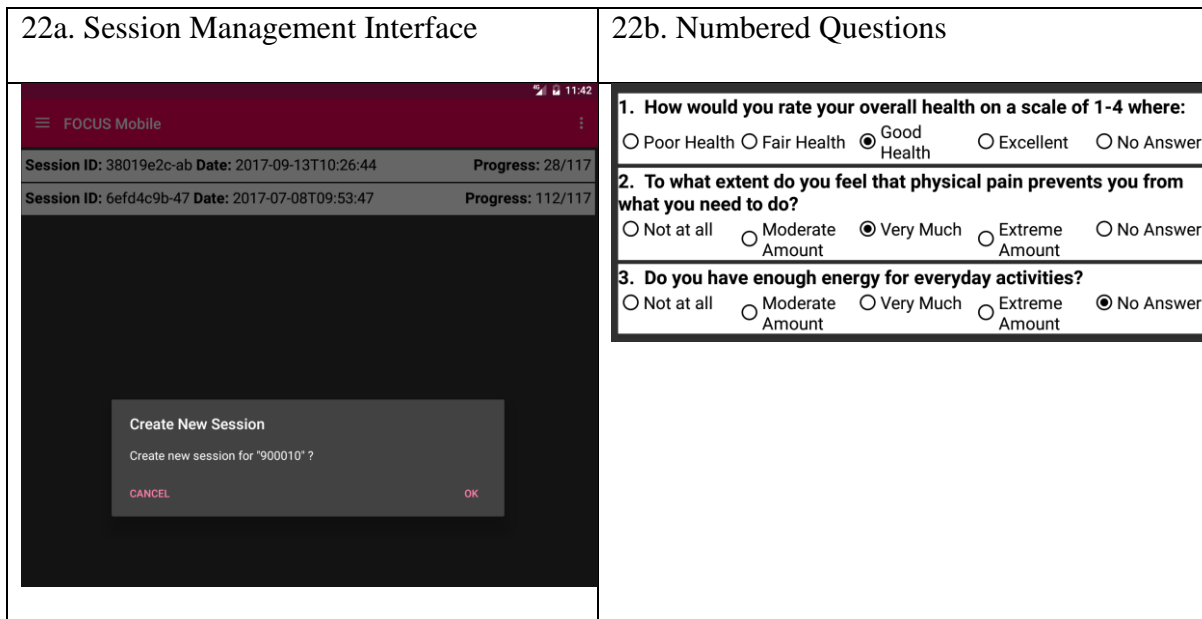 22a. Session Management Interface
22b. Numbered Questions
4G 11:42
FOCUS Mobile
Session ID: 38019e2c-ab Date: 2017-09-13T10:26:44 Progress: 28/117
Session ID: 6efd4c9b-47 Date: 2017-07-08T09:53:47 Progress: 112/117
Create New Session
Create new session for "900010" ?
CANCEL OK
1. How would you rate your overall health on a scale of 1-4 where:
Poor Health Fair Health Good Health Excellent No Answer
2. To what extent do you feel that physical pain prevents you from
what you need to do?
Not at all Moderate Amount Very Much Extreme Amount No Answer
3. Do you have enough energy for everyday activities?
Not at all Moderate Amount Very Much Extreme Amount No Answer